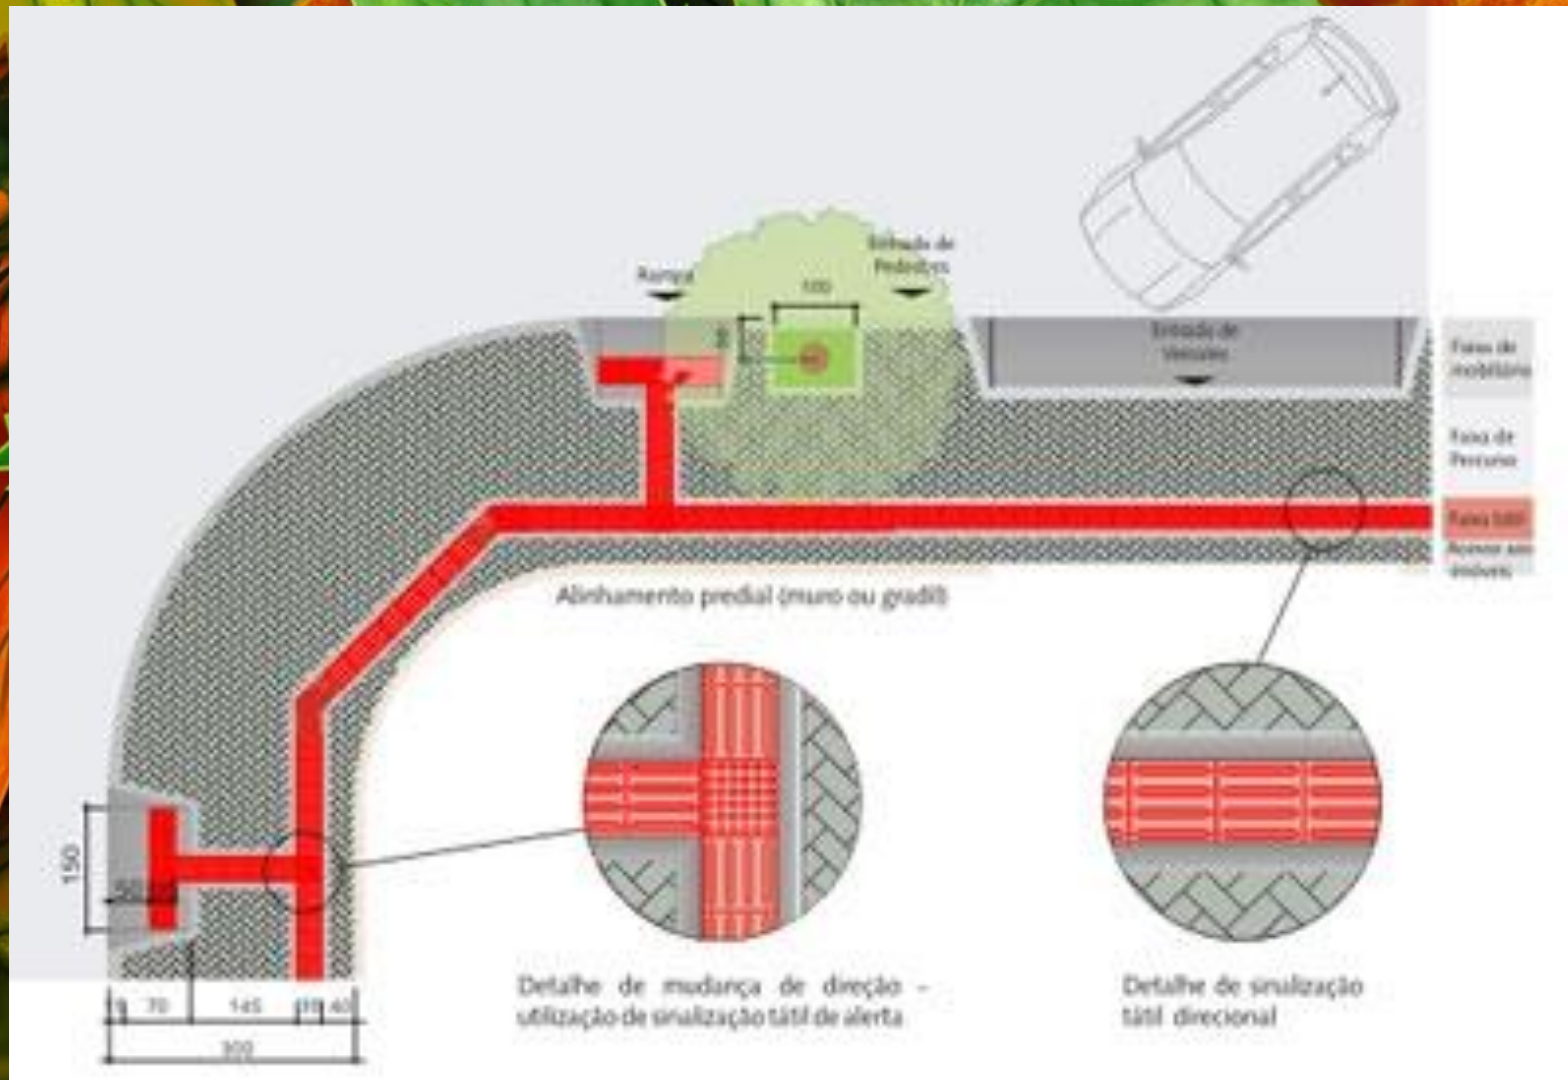 Rampa
Entrada de
Pedestres
100
Entrada de
Veículos
Faixa de
mobiliário
Faixa de
Percurso
Alinhamento predial (muro ou gradil)
150
70
145
40
300
Detalhe de mudança de direção –
utilização de sinalização tátil de alerta
Detalhe de sinalização
tátil direcional